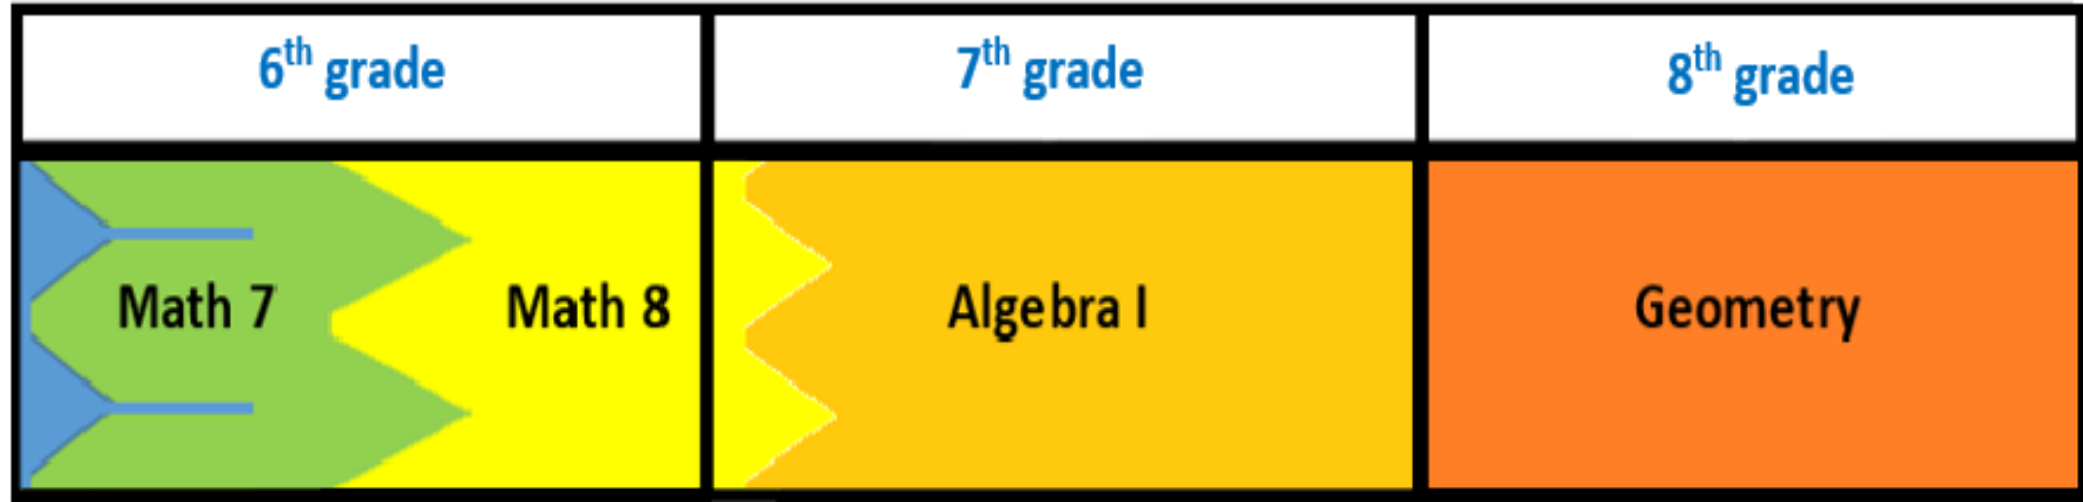 6th grade
7th grade
8th grade
Math 7
Math 8
Algebra I
Geometry